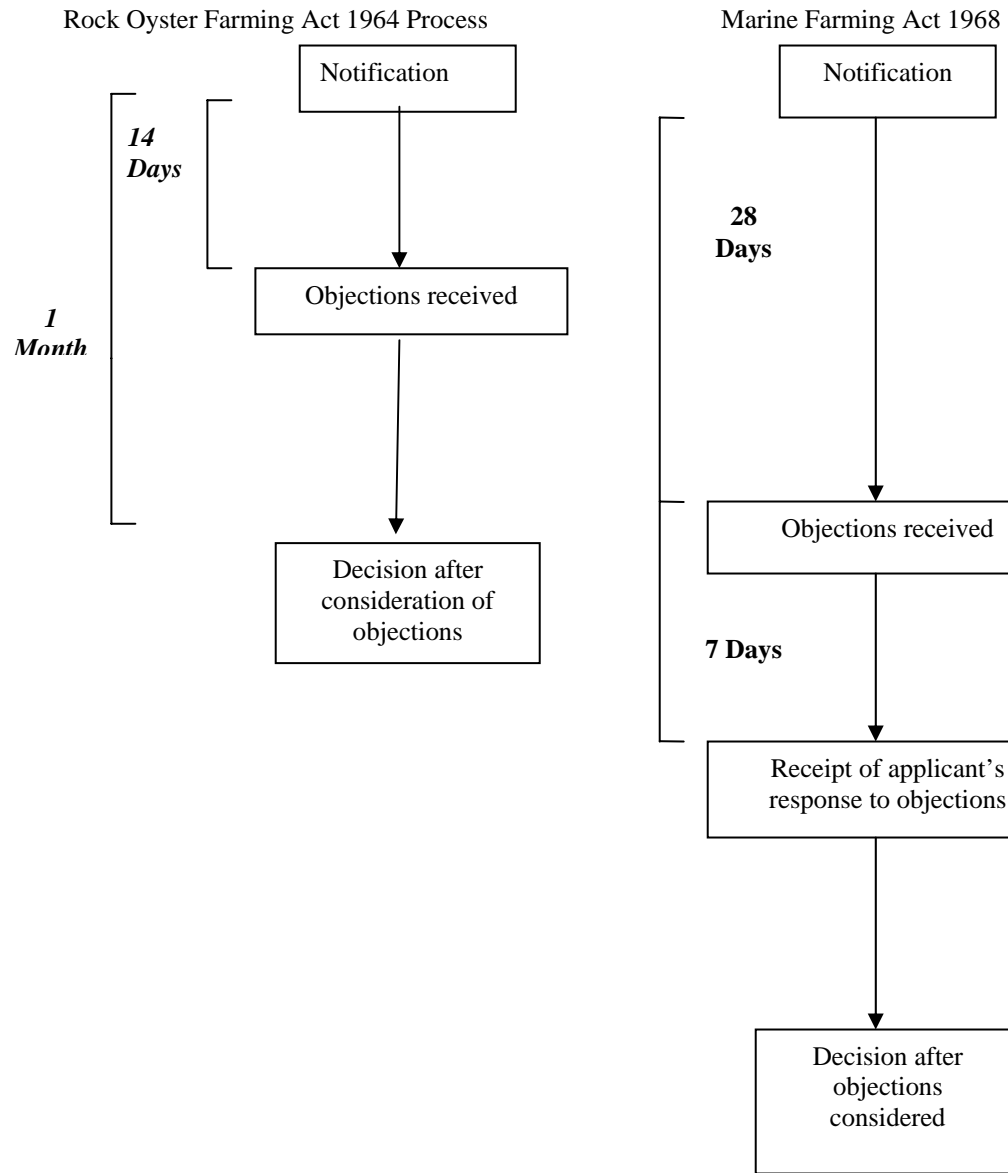 Rock Oyster Farming Act 1964 Process
Notification
14
Days
Objections received
1
Month
Decision after
consideration of
objections
Marine Farming Act 1968
Notification
28
Days
Objections received
7 Days
Receipt of applicant's
response to objections
Decision after
objections
considered